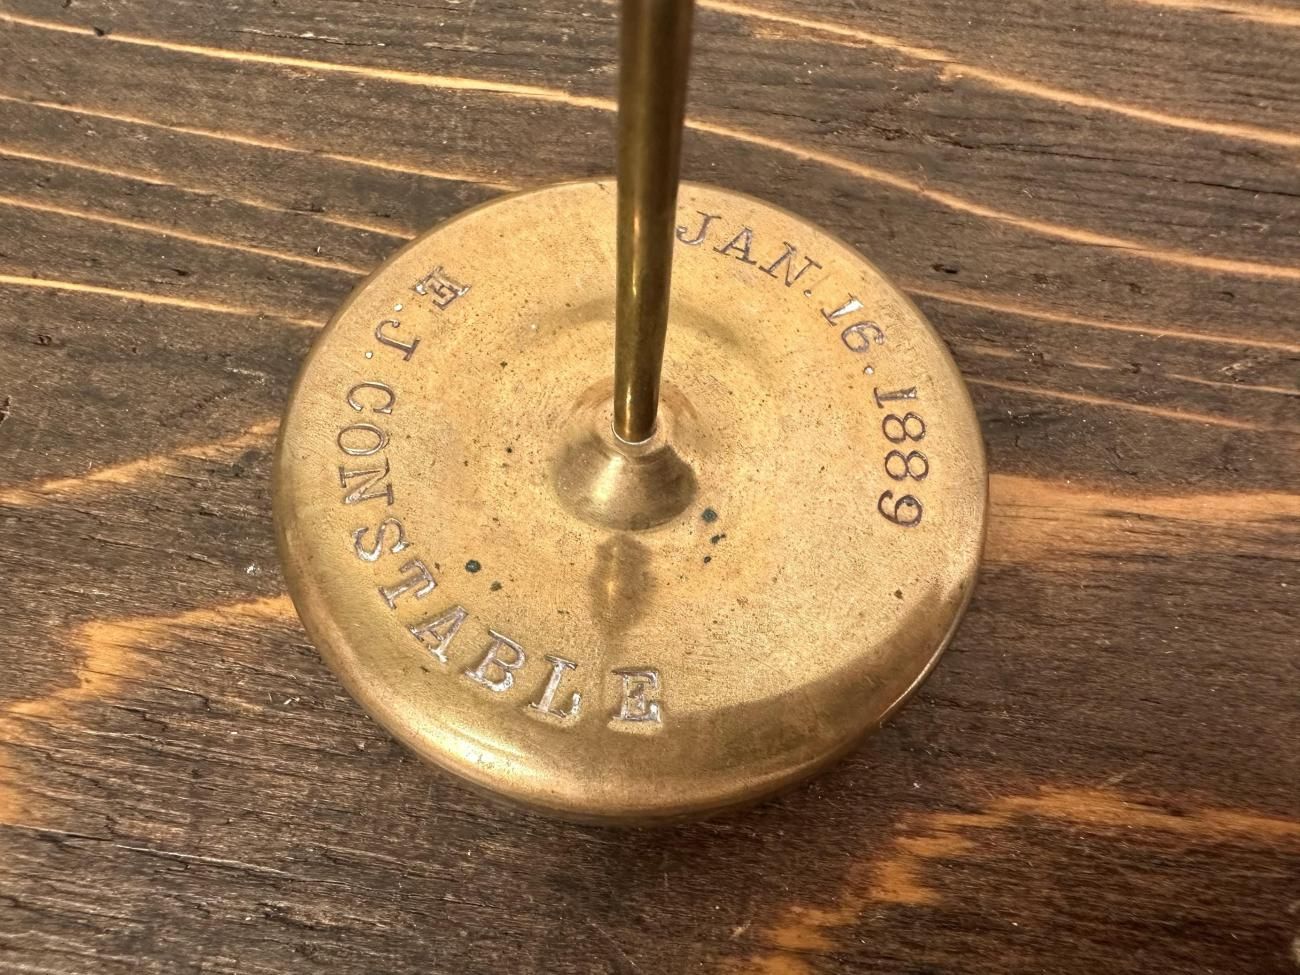 E.J. CONSTABLE
JAN. 16. 1889